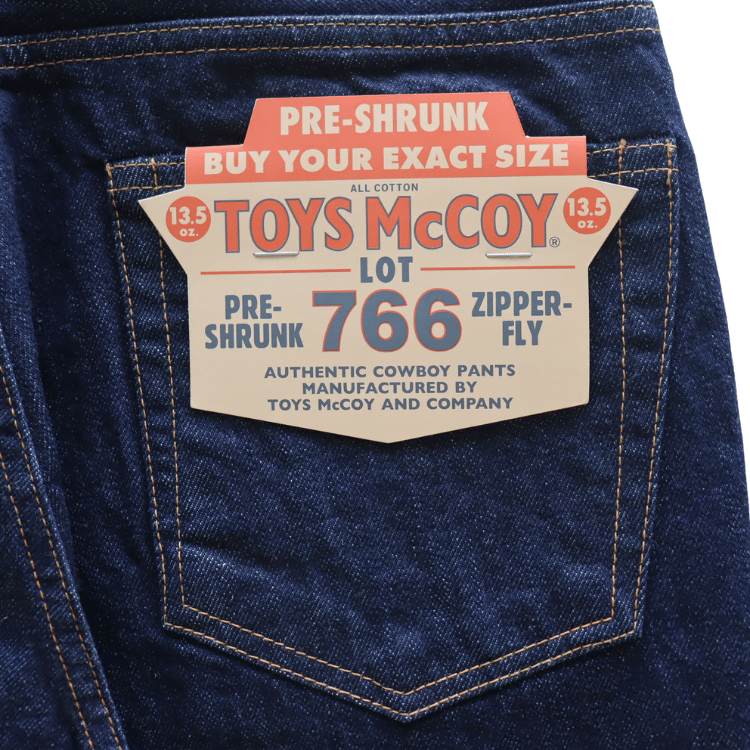 PRE-SHRUNK
BUY YOUR EXACT SIZE
ALL COTTON
13.5 oz.
TOYS McCOY®
13.5 oz.
LOT
PRE-SHRUNK
766
ZIPPER-FLY
AUTHENTIC COWBOY PANTS
MANUFACTURED BY
TOYS McCOY AND COMPANY